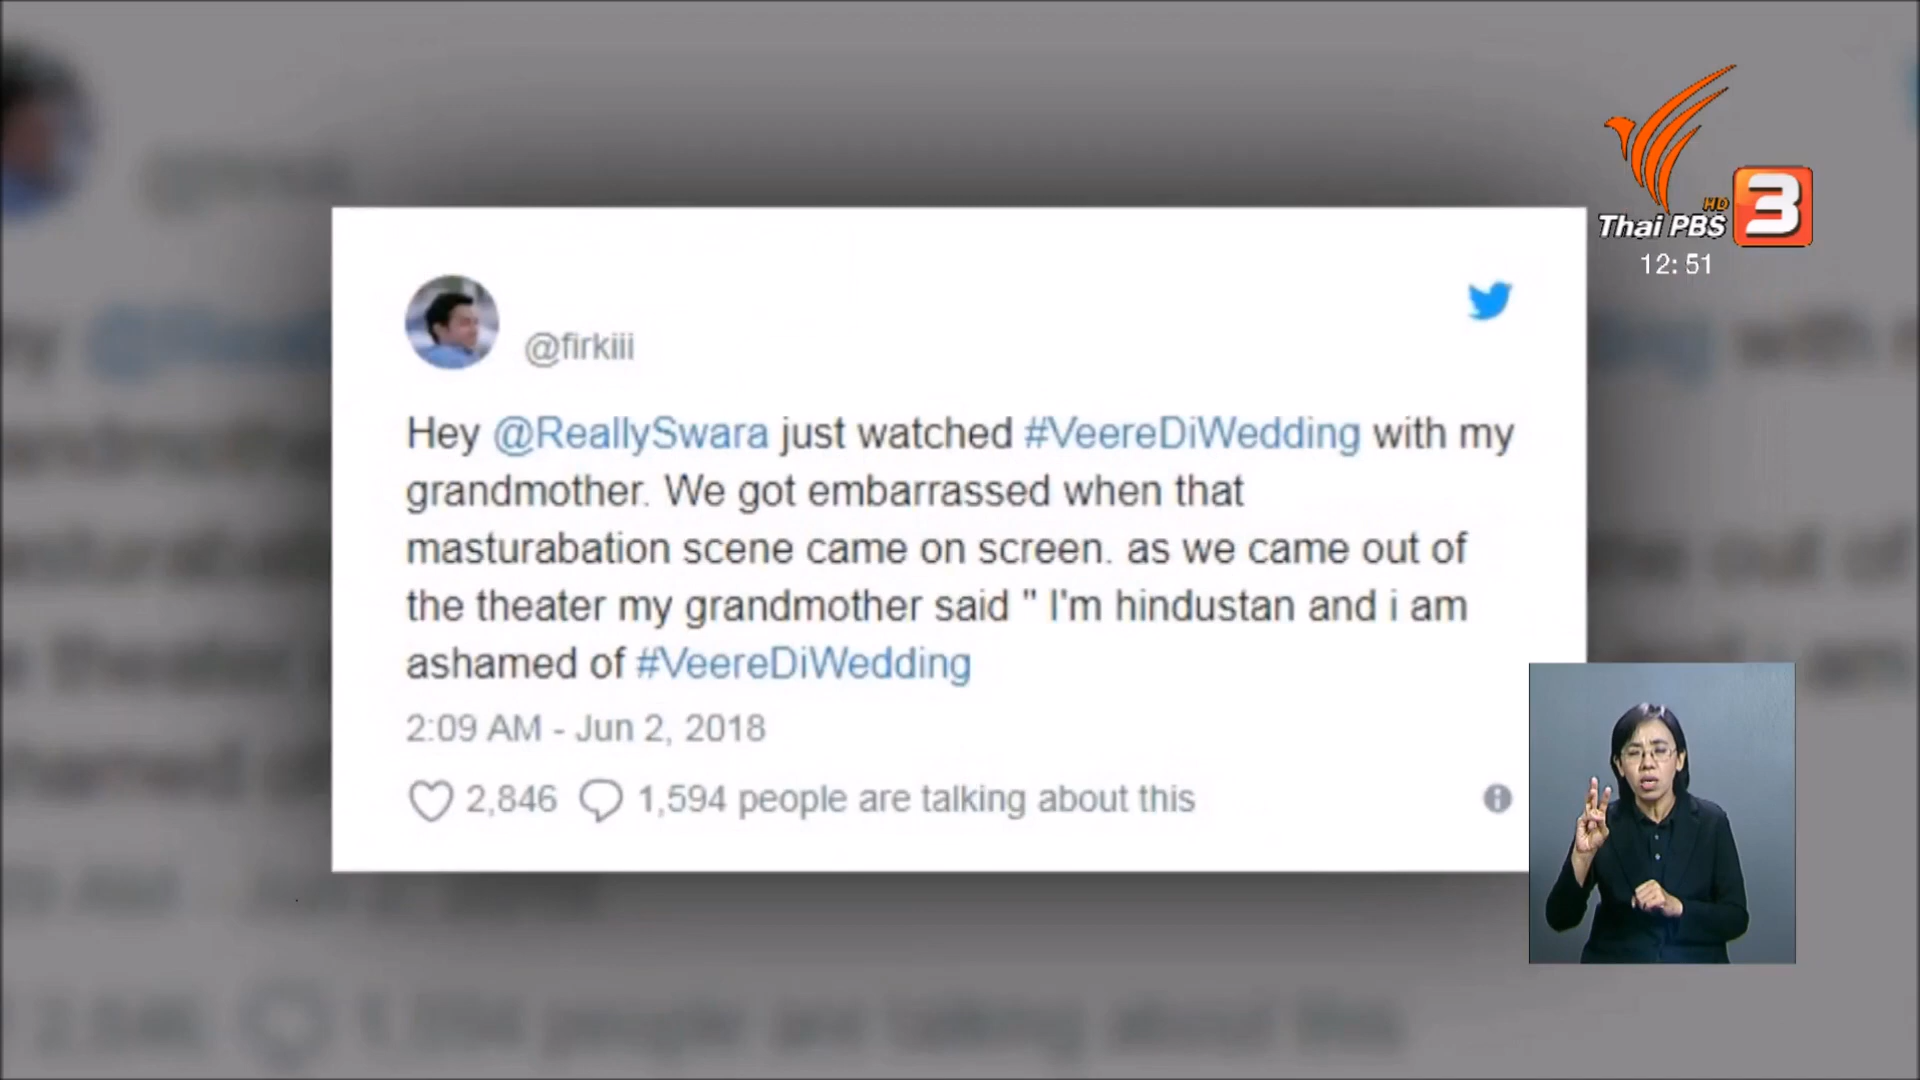 Thai PBS HD 3
12:51
@firkiii
Hey @ReallySwara just watched #VeereDiWedding with my
grandmother. We got embarrassed when that
masturabation scene came on screen. as we came out of
the theater my grandmother said " I'm hindustan and i am
ashamed of #VeereDiWedding
2:09 AM - Jun 2, 2018
2,846 1,594 people are talking about this